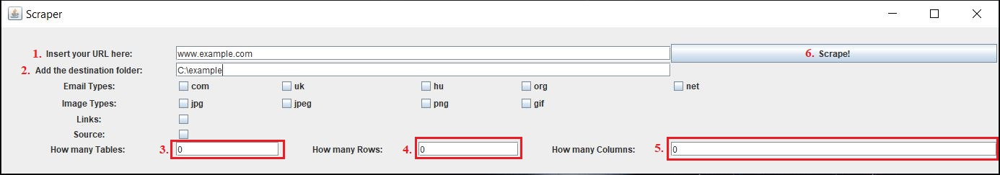 Scraper
1. Insert your URL here: www.example.com 6. Scrape!
2. Add the destination folder: C:\example
Email Types: com uk hu org net
Image Types: jpg jpeg png gif
Links:
Source:
How many Tables: 3. 0 How many Rows: 4. 0 How many Columns: 5. 0